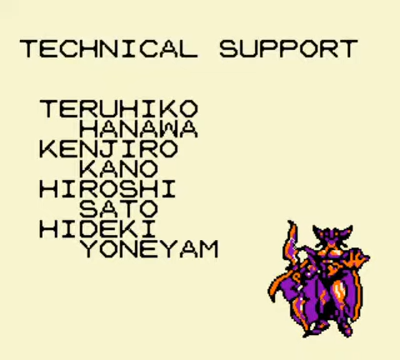 TECHNICAL SUPPORT
TERUHIKO
HANAWA
KENJIRO
KANO
HIROSHI
SATO
HIDEKI
YONEYAM